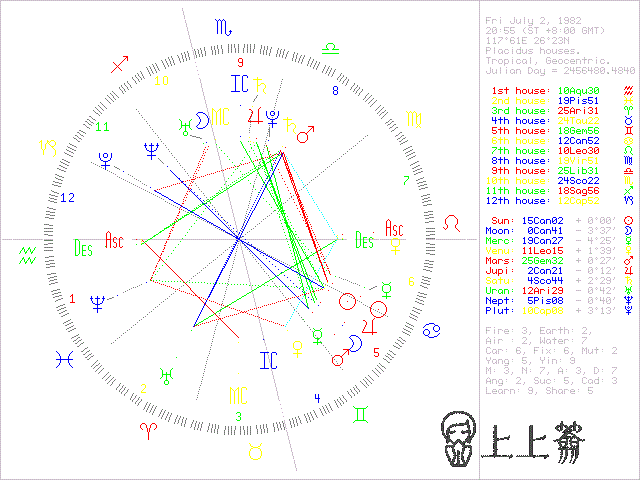 Fri July 2, 1982
20:55 (ST +8:00 GMT)
117°61E 26°23N
Placidus houses.
Tropical, Geocentric.
Julian Day = 2456480.4840
1st house: 10Aqu30
2nd house: 19Pis51
3rd house: 25Ari31
4th house: 24Tau22
5th house: 18Gem56
6th house: 12Can52
7th house: 10Leo30
8th house: 19Vir51
9th house: 25Lib31
10th house: 24Sco22
11th house: 18Sag56
12th house: 12Cap52
Sun: 15Can02 + 0°00'
Moon: 0Can41 - 3°37'
Merc: 19Can27 - 4°25'
Venu: 11Leo15 + 1°39'
Mars: 25Gem32 + 0°27'
Jupi: 2Can21 - 0°12'
Satu: 4Sco44 + 2°29'
Uran: 12Ari29 - 0°42'
Nept: 5Pis08 - 0°40'
Plut: 10Cap03 + 3°13'
Fire: 3, Earth: 2,
Air : 2, Water: 7
Car: 6, Fix: 6, Mut: 2
Yang: 5, Yin: 9
M: 3, N: 7, A: 3, D: 7
Ang: 2, Suc: 5, Cad: 3
Learn: 9, Share: 5
9
10
IC
8
MC
11
7
12
Asc
Des
Asc
Des
6
1
IC
5
2
MC
4
3
上上